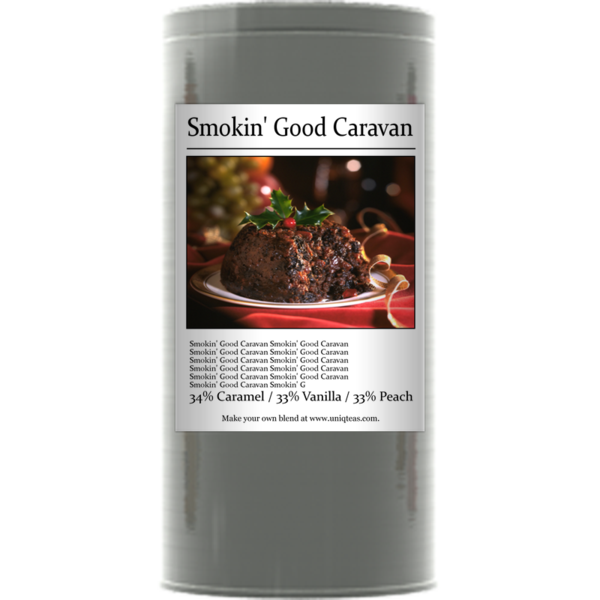 Smokin' Good Caravan
Smokin' Good Caravan Smokin' Good Caravan
Smokin' Good Caravan Smokin' Good Caravan
Smokin' Good Caravan Smokin' Good Caravan
Smokin' Good Caravan Smokin' Good Caravan
Smokin' Good Caravan Smokin' Good Caravan
Smokin' Good Caravan Smokin' G
34% Caramel / 33% Vanilla / 33% Peach
Make your own blend at www.uniqteas.com.